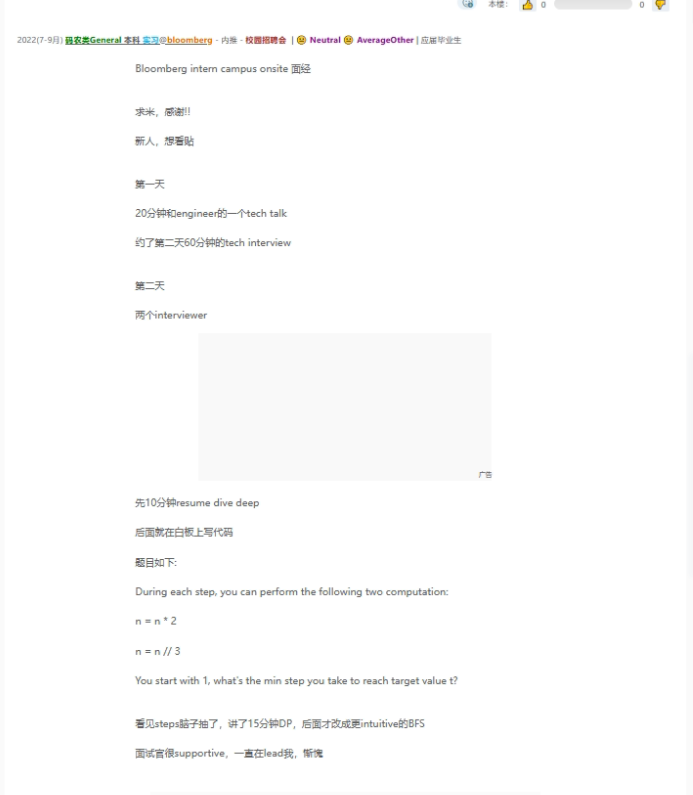 本楼： 👍 0 0 👎
2022(7-9月) 码农类General 本科 实习@bloomberg - 内推 - 校园招聘会 | 😐 Neutral 😐 AverageOther | 应届毕业生
Bloomberg intern campus onsite 面经
求米，感谢!!
新人，想看贴
第一天
20分钟和engineer的一个tech talk
约了第二天60分钟的tech interview
第二天
两个interviewer
广告
先10分钟resume dive deep
后面就在白板上写代码
题目如下:
During each step, you can perform the following two computation:
n = n * 2
n = n // 3
You start with 1, what's the min step you take to reach target value t?
看见steps脑子抽了，讲了15分钟DP，后面才改成更intuitive的BFS
面试官很supportive，一直在lead我，惭愧